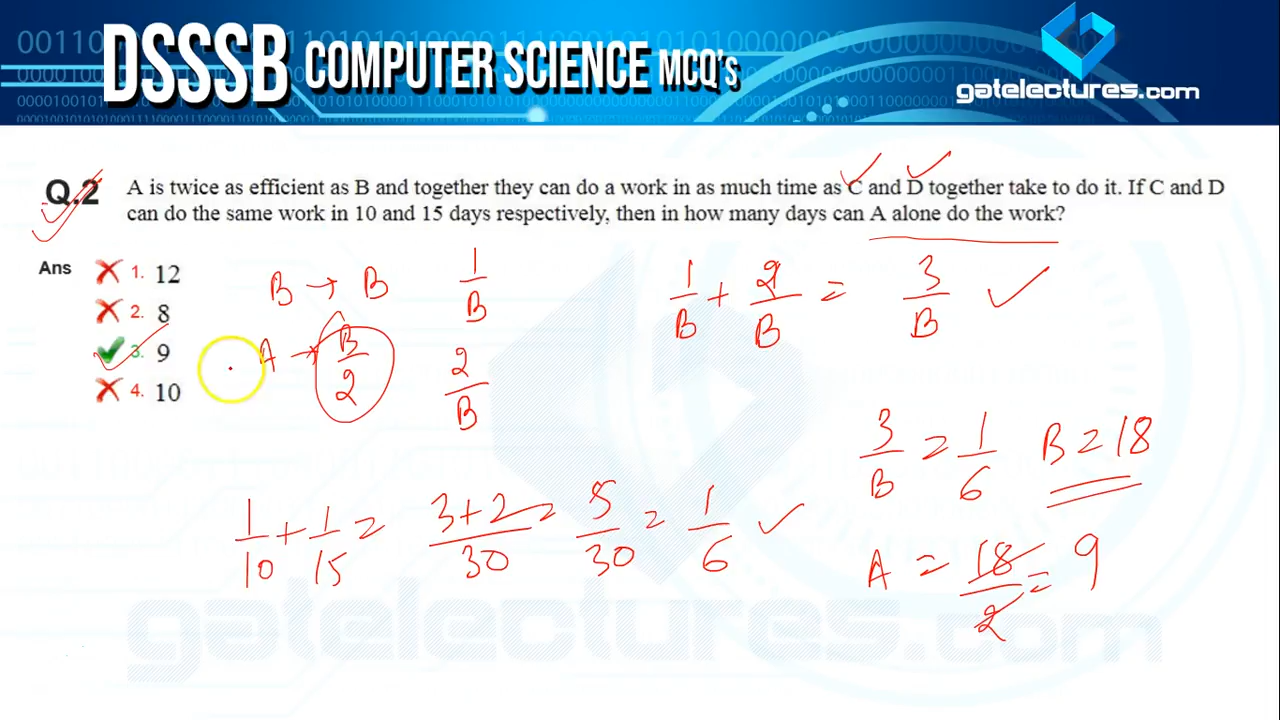 DSSSB COMPUTER SCIENCE MCQ's
gatelectures.com
Q.2 A is twice as efficient as B and together they can do a work in as much time as C and D together take to do it. If C and D
can do the same work in 10 and 15 days respectively, then in how many days can A alone do the work?
Ans
1. 12
2. 8
3. 9
4. 10
B → B 1/B
A → B/2 2/B
1/B + 2/B = 3/B
3/B = 1/6 B = 18
1/10 + 1/15 = 3+2/30 = 5/30 = 1/6
A = 18/2 = 9
gatelectures.com